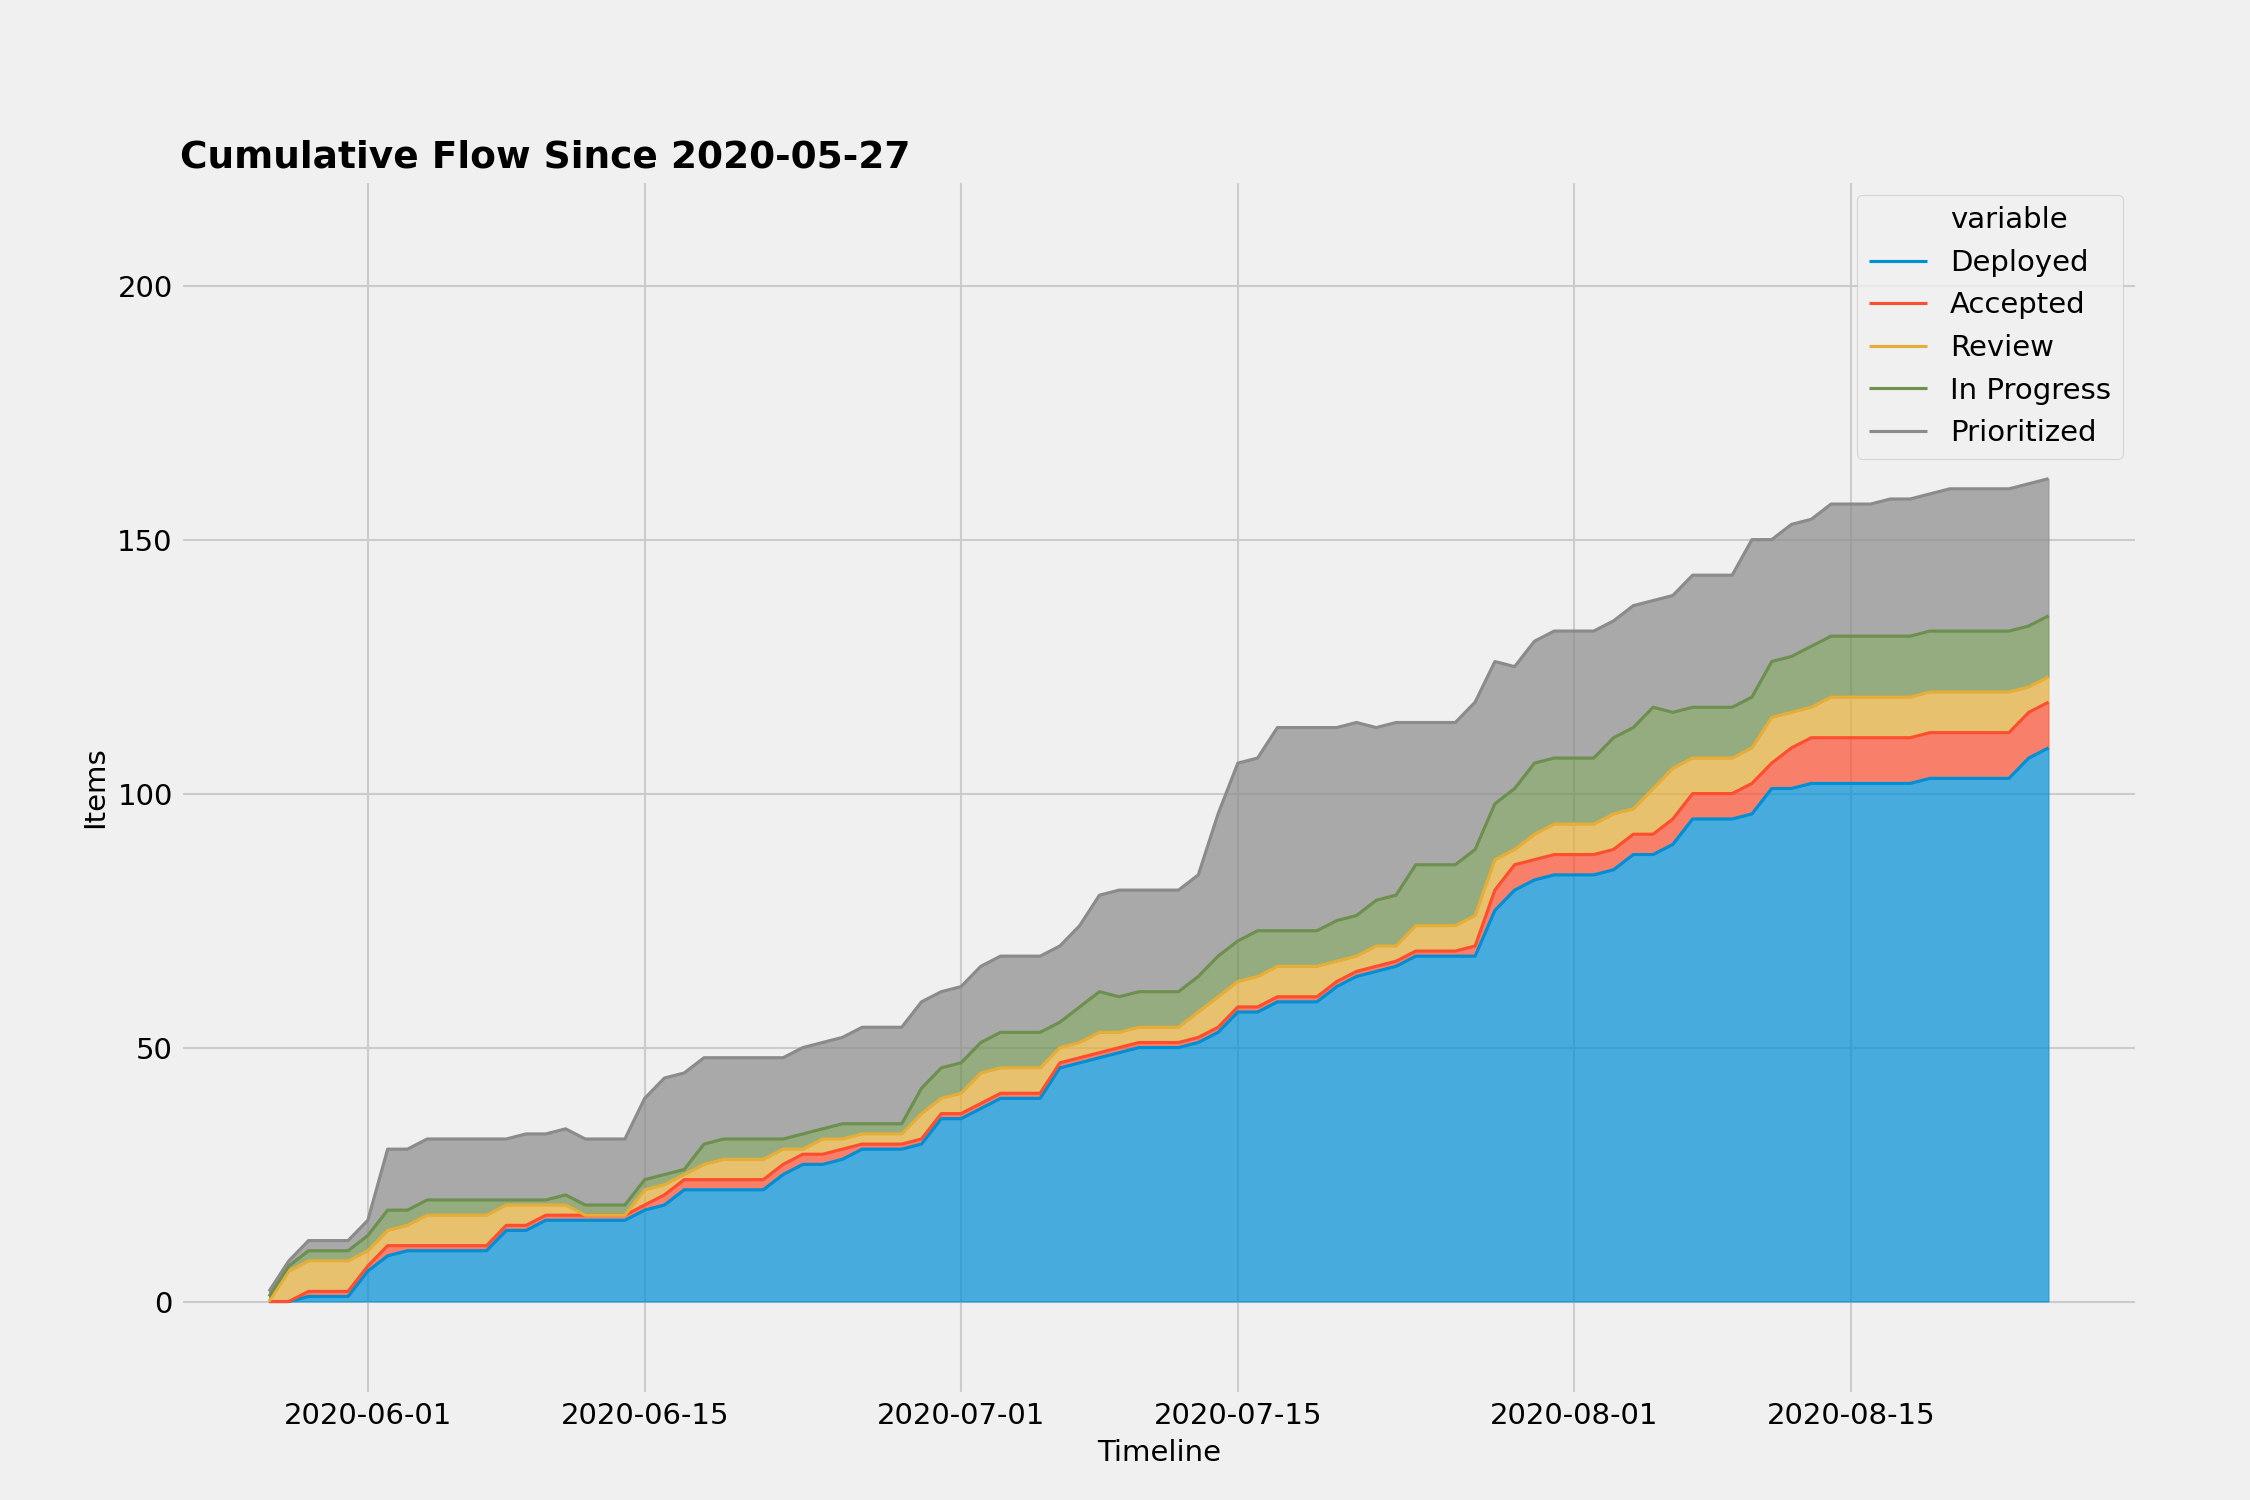 Cumulative Flow Since 2020-05-27
variable
Deployed
Accepted
Review
In Progress
Prioritized
200
150
100
50
0
Items
2020-06-01
2020-06-15
2020-07-01
2020-07-15
2020-08-01
2020-08-15
Timeline